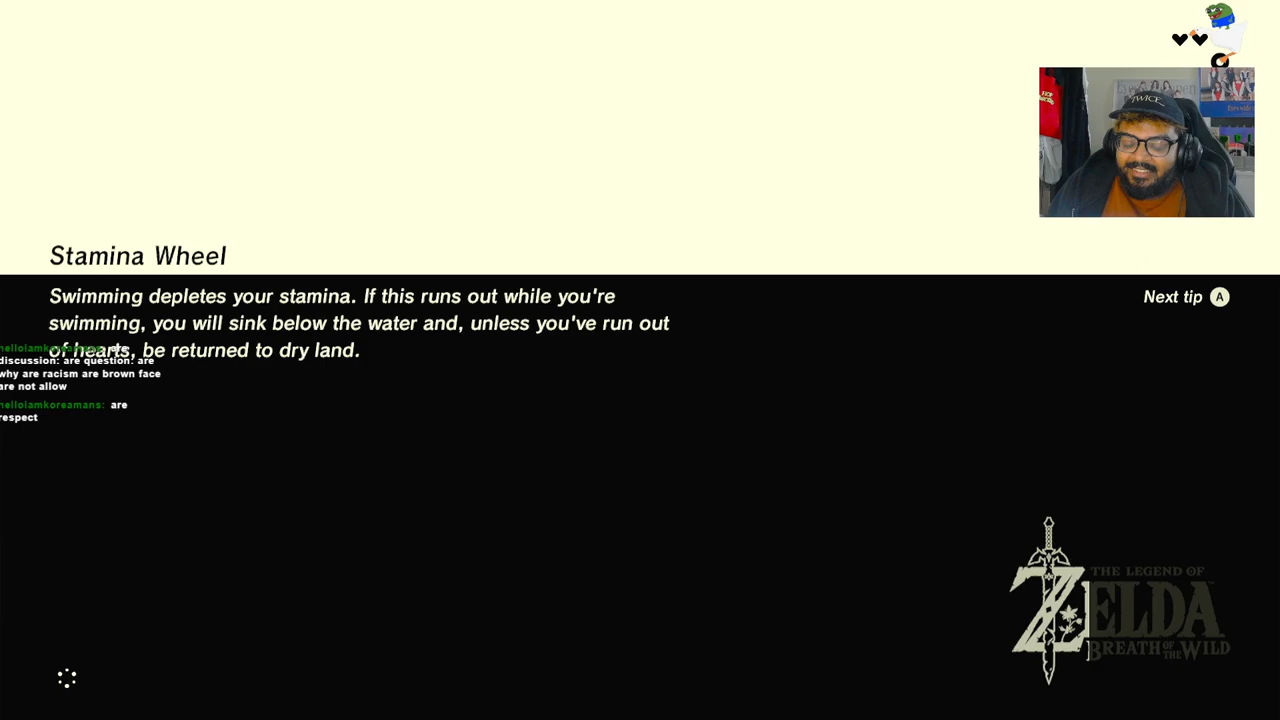 TWICE
Stamina Wheel
Swimming depletes your stamina. If this runs out while you're
swimming, you will sink below the water and, unless you've run out
of hearts, be returned to dry land.
Next tip A
helloiamkoreamans: are
discussion: are question: are
why are racism are brown face
are not allow
helloiamkoreamans: are
respect
THE LEGEND OF
ZELDA
BREATH OF THE WILD